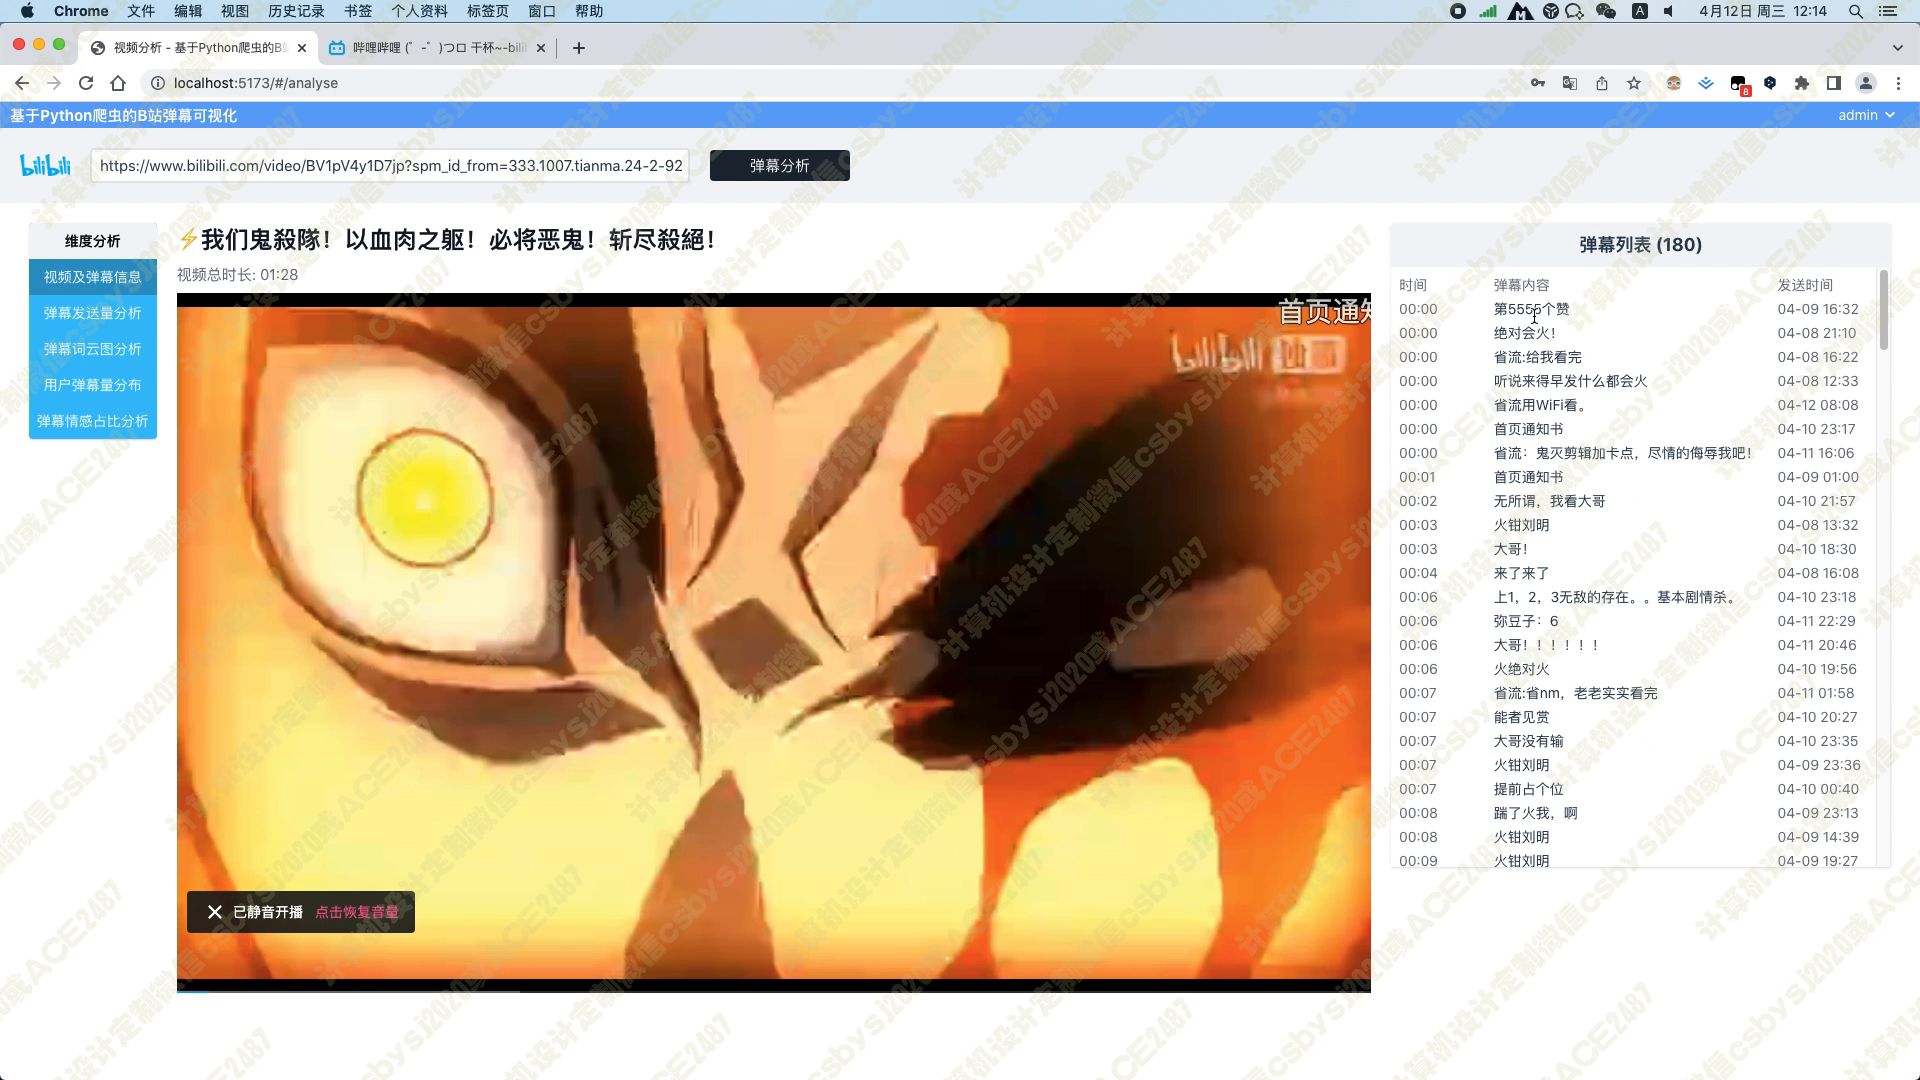 Chrome 文件 编辑 视图 历史记录 书签 个人资料 标签页 窗口 帮助 A 4月12日 周三 12:14
视频分析 - 基于Python爬虫的B站 哔哩哔哩 (゜-゜)つロ 干杯~-bili
localhost:5173/#/analyse 8
基于Python爬虫的B站弹幕可视化 admin
bilibili https://www.bilibili.com/video/BV1pV4y1D7jp?spm_id_from=333.1007.tianma.24-2-92 弹幕分析
维度分析
视频及弹幕信息
弹幕发送量分析
弹幕词云图分析
用户弹幕量分布
弹幕情感占比分析
⚡我们鬼殺隊！以血肉之躯！必将恶鬼！斩尽殺絕！
视频总时长: 01:28
首页通知
bilibili
已静音开播 点击恢复音量
弹幕列表 (180)
时间 弹幕内容 发送时间
00:00 第5555个赞 04-09 16:32
00:00 绝对会火！ 04-08 21:10
00:00 省流:给我看完 04-08 16:22
00:00 听说来得早发什么都会火 04-08 12:33
00:00 省流用WiFi看。 04-12 08:08
00:00 首页通知书 04-10 23:17
00:00 省流：鬼灭剪辑加卡点，尽情的侮辱我吧！ 04-11 16:06
00:01 首页通知书 04-09 01:00
00:02 无所谓，我看大哥 04-10 21:57
00:03 火钳刘明 04-08 13:32
00:03 大哥！ 04-10 18:30
00:04 来了来了 04-08 16:08
00:06 上1，2，3无敌的存在。。基本剧情杀。 04-10 23:18
00:06 弥豆子：6 04-11 22:29
00:06 大哥！！！！！！ 04-11 20:46
00:06 火绝对火 04-10 19:56
00:07 省流:省nm，老老实实看完 04-11 01:58
00:07 能者见赏 04-10 20:27
00:07 大哥没有输 04-10 23:35
00:07 火钳刘明 04-09 23:36
00:07 提前占个位 04-10 00:40
00:08 踹了火我，啊 04-09 23:13
00:08 火钳刘明 04-09 14:39
00:09 火钳刘明 04-09 19:27
计算机设计定制微信csbysj2020或ACE2487